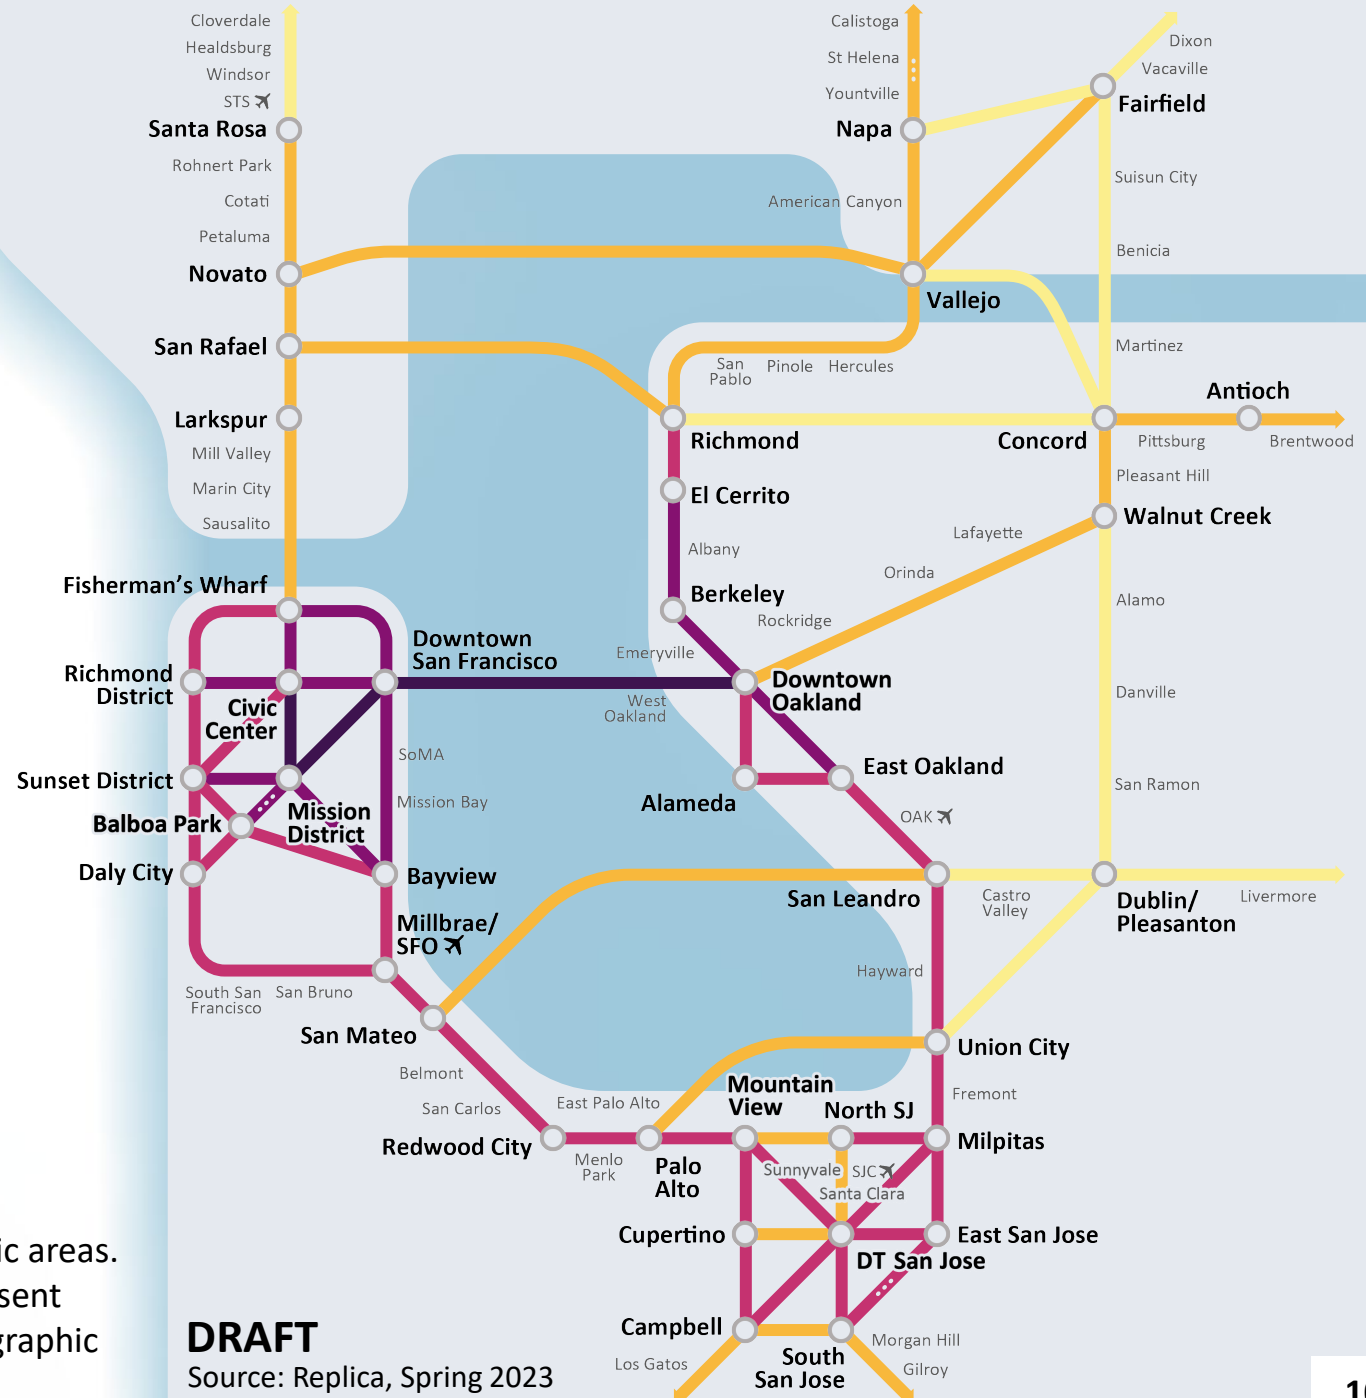 Cloverdale
Healdsburg
Windsor
STS
Santa Rosa
Rohnert Park
Cotati
Petaluma
Novato
San Rafael
Larkspur
Mill Valley
Marin City
Sausalito
Calistoga
St Helena
Yountville
Napa
American Canyon
Vallejo
Dixon
Vacaville
Fairfield
Suisun City
Benicia
Martinez
San
Pablo
Pinole
Hercules
Richmond
Concord
Antioch
Pittsburg
Brentwood
Pleasant Hill
Walnut Creek
El Cerrito
Albany
Berkeley
Lafayette
Orinda
Rockridge
Emeryville
Alamo
Danville
San Ramon
Fisherman's Wharf
Richmond
District
Downtown
San Francisco
Civic
Center
West
Oakland
Downtown
Oakland
SoMA
Mission Bay
Sunset District
Mission
District
Balboa Park
Daly City
Bayview
Millbrae/
SFO
South San
Francisco
San Bruno
San Mateo
Alameda
East Oakland
OAK
San Leandro
Castro
Valley
Dublin/
Pleasanton
Livermore
Hayward
Union City
Fremont
Belmont
San Carlos
Redwood City
East Palo Alto
Menlo
Park
Palo
Alto
Mountain
View
North SJ
Milpitas
Sunnyvale
SJC
Santa Clara
Cupertino
DT San Jose
East San Jose
Campbell
South
San Jose
Los Gatos
Morgan Hill
Gilroy
ic areas.
sent
graphic
DRAFT
Source: Replica, Spring 2023